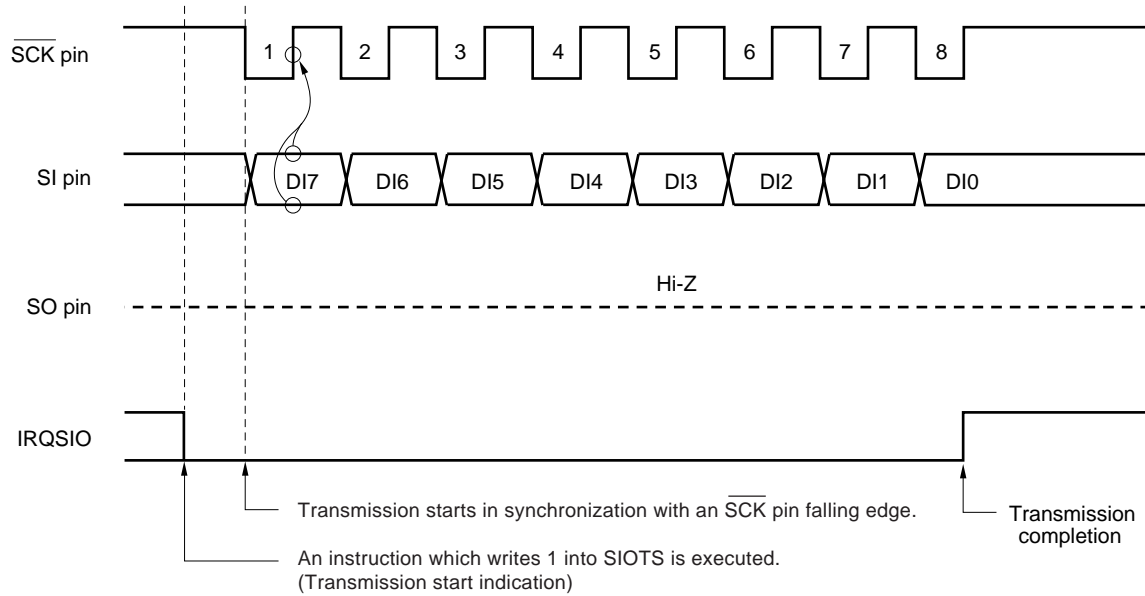 SCK pin
1 2 3 4 5 6 7 8
SI pin
DI7 DI6 DI5 DI4 DI3 DI2 DI1 DI0
Hi-Z
SO pin
IRQSIO
Transmission starts in synchronization with an SCK pin falling edge.
Transmission
completion
An instruction which writes 1 into SIOTS is executed.
(Transmission start indication)